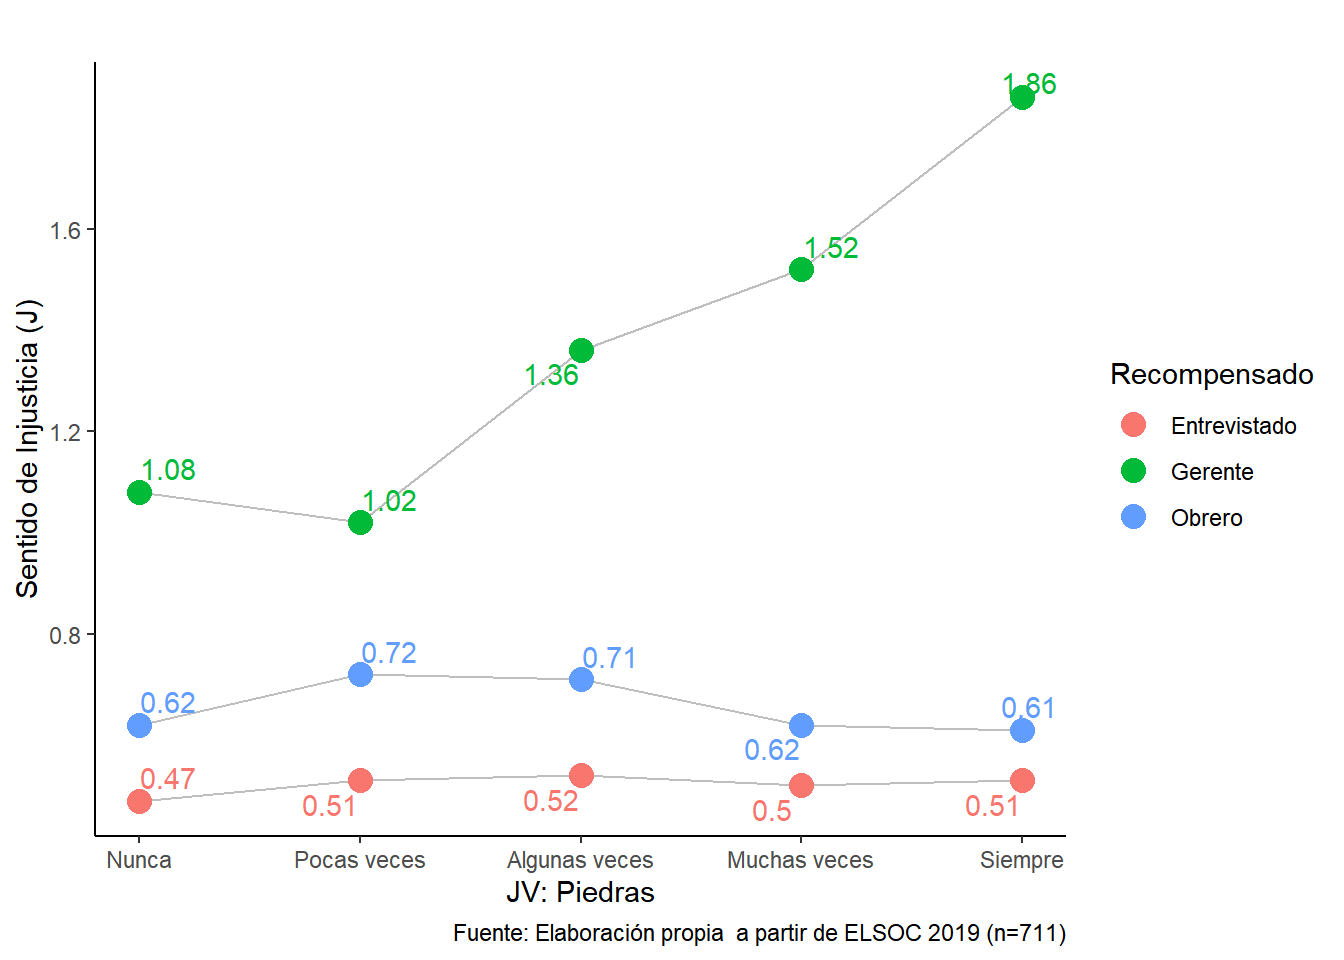 1.86
1.6
1.52
1.36
1.2
1.08
1.02
0.8
0.72
0.71
0.62
0.61
0.62
0.47
0.51
0.52
0.5
0.51
Sentido de Injusticia (J)
Nunca
Pocas veces
Algunas veces
Muchas veces
Siempre
JV: Piedras
Fuente: Elaboración propia  a partir de ELSOC 2019 (n=711)
Recompensado
Entrevistado
Gerente
Obrero